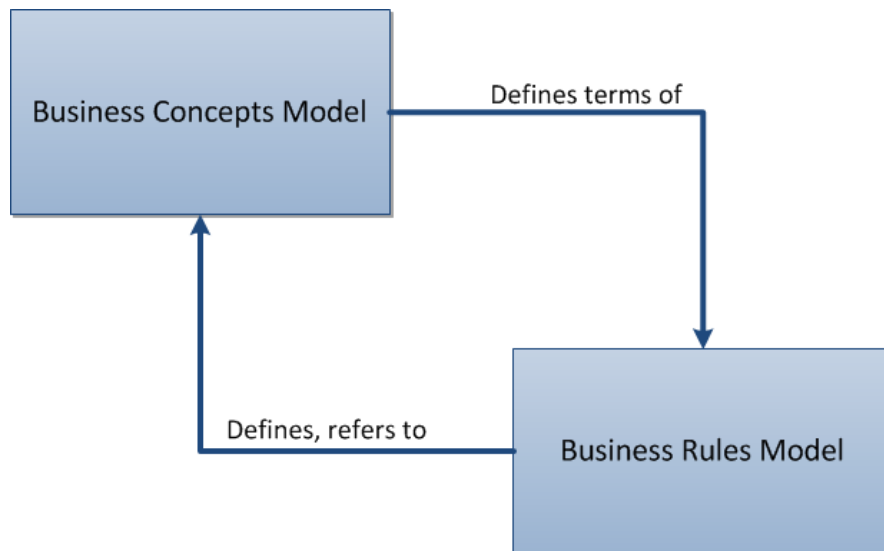 Business Concepts Model
Defines terms of
Defines, refers to
Business Rules Model